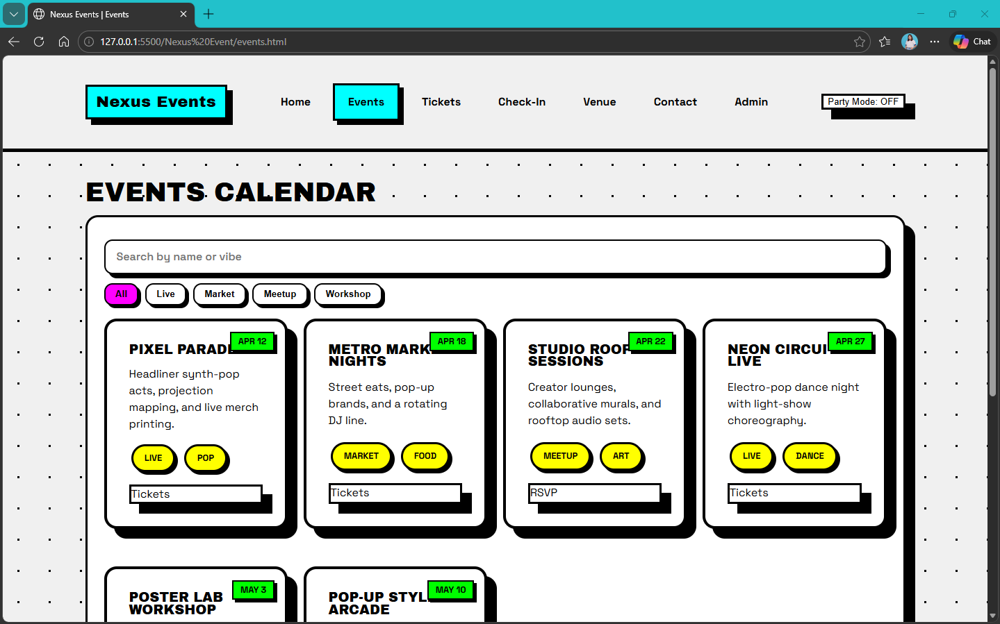 Nexus Events | Events
127.0.0.1:5500/Nexus%20Event/events.html
Chat
Nexus Events
Home
Events
Tickets
Check-In
Venue
Contact
Admin
Party Mode: OFF
EVENTS CALENDAR
Search by name or vibe
All
Live
Market
Meetup
Workshop
APR 12
PIXEL PARADE
Headliner synth-pop
acts, projection
mapping, and live merch
printing.
LIVE
POP
Tickets
APR 18
METRO MARK
NIGHTS
Street eats, pop-up
brands, and a rotating
DJ line.
MARKET
FOOD
Tickets
APR 22
STUDIO ROOF
SESSIONS
Creator lounges,
collaborative murals, and
rooftop audio sets.
MEETUP
ART
RSVP
APR 27
NEON CIRCUI
LIVE
Electro-pop dance night
with light-show
choreography.
LIVE
DANCE
Tickets
MAY 3
POSTER LAB
WORKSHOP
MAY 10
POP-UP STYL
ARCADE